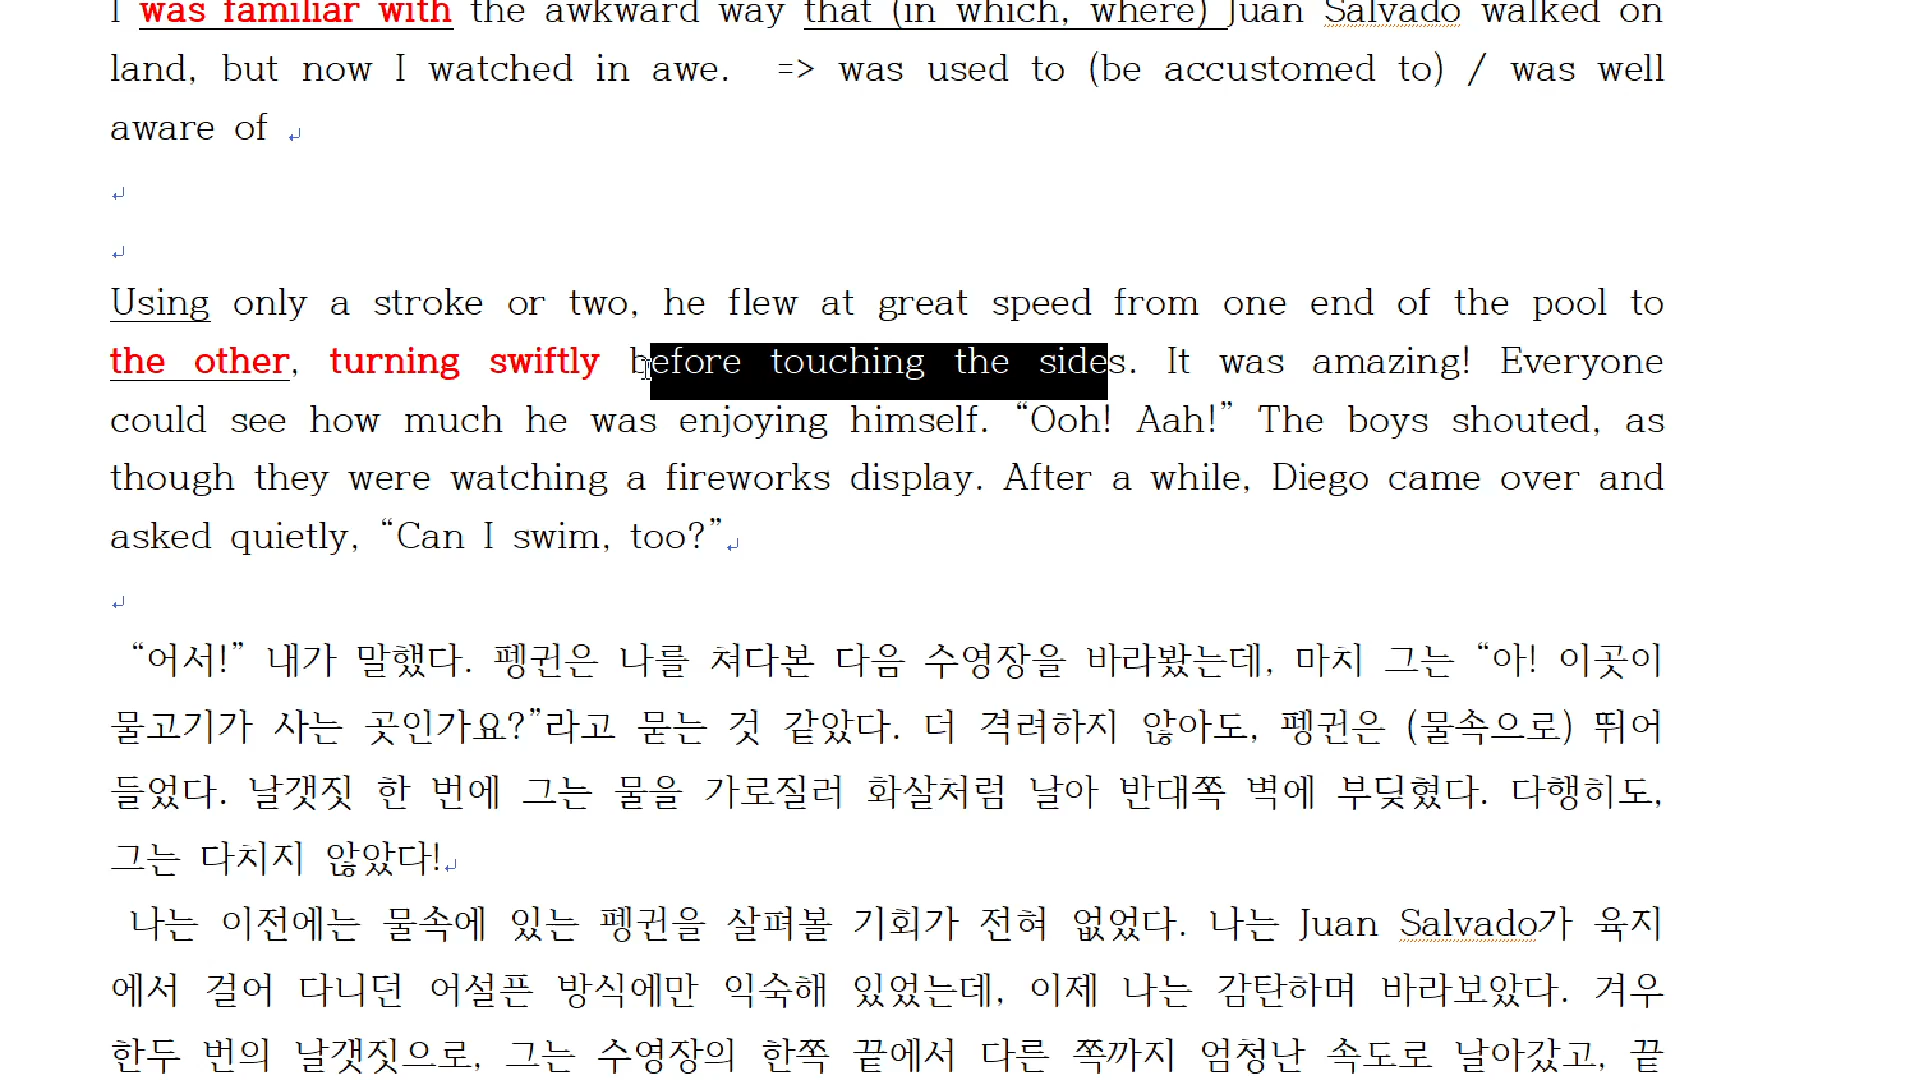 I was familiar with the awkward way that (in which, where) Juan Salvado walked on
land, but now I watched in awe. => was used to (be accustomed to) / was well
aware of
Using only a stroke or two, he flew at great speed from one end of the pool to
the other, turning swiftly before touching the sides. It was amazing! Everyone
could see how much he was enjoying himself. “Ooh! Aah!” The boys shouted, as
though they were watching a fireworks display. After a while, Diego came over and
asked quietly, “Can I swim, too?”
“어서!” 내가 말했다. 펭귄은 나를 쳐다본 다음 수영장을 바라봤는데, 마치 그는 “아! 이곳이
물고기가 사는 곳인가요?”라고 묻는 것 같았다. 더 격려하지 않아도, 펭귄은 (물속으로) 뛰어
들었다. 날갯짓 한 번에 그는 물을 가로질러 화살처럼 날아 반대쪽 벽에 부딪혔다. 다행히도,
그는 다치지 않았다!
나는 이전에는 물속에 있는 펭귄을 살펴볼 기회가 전혀 없었다. 나는 Juan Salvado가 육지
에서 걸어 다니던 어설픈 방식에만 익숙해 있었는데, 이제 나는 감탄하며 바라보았다. 겨우
한두 번의 날갯짓으로, 그는 수영장의 한쪽 끝에서 다른 쪽까지 엄청난 속도로 날아갔고, 끝